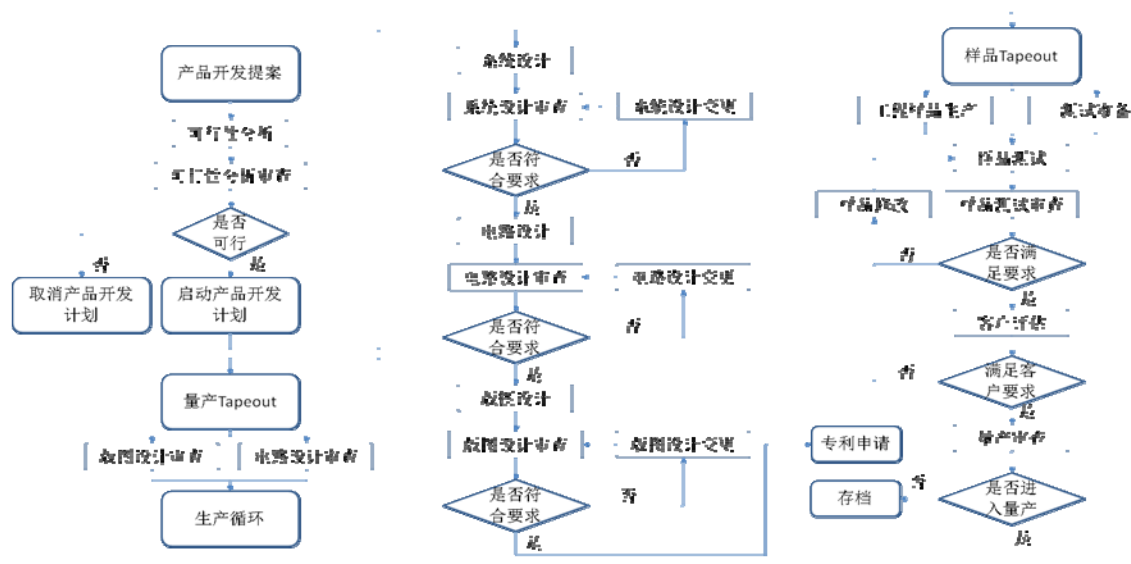 产品开发提案
可行性分析
可行性分析审查
是否
可行
否
是
取消产品开发
计划
启动产品开发
计划
量产Tapeout
版图设计审查
电路设计审查
生产循环
系统设计
系统设计审查
系统设计变更
是否符
合要求
否
是
电路设计
电路设计审查
电路设计变更
是否符
合要求
否
是
版图设计
版图设计审查
版图设计变更
是否符
合要求
否
是
样品Tapeout
工程样品生产
测试准备
样品测试
样品修改
样品测试审查
是否满
足要求
否
是
客户评估
满足客
户要求
否
是
量产审查
专利申请
是否进
入量产
否
存档
是